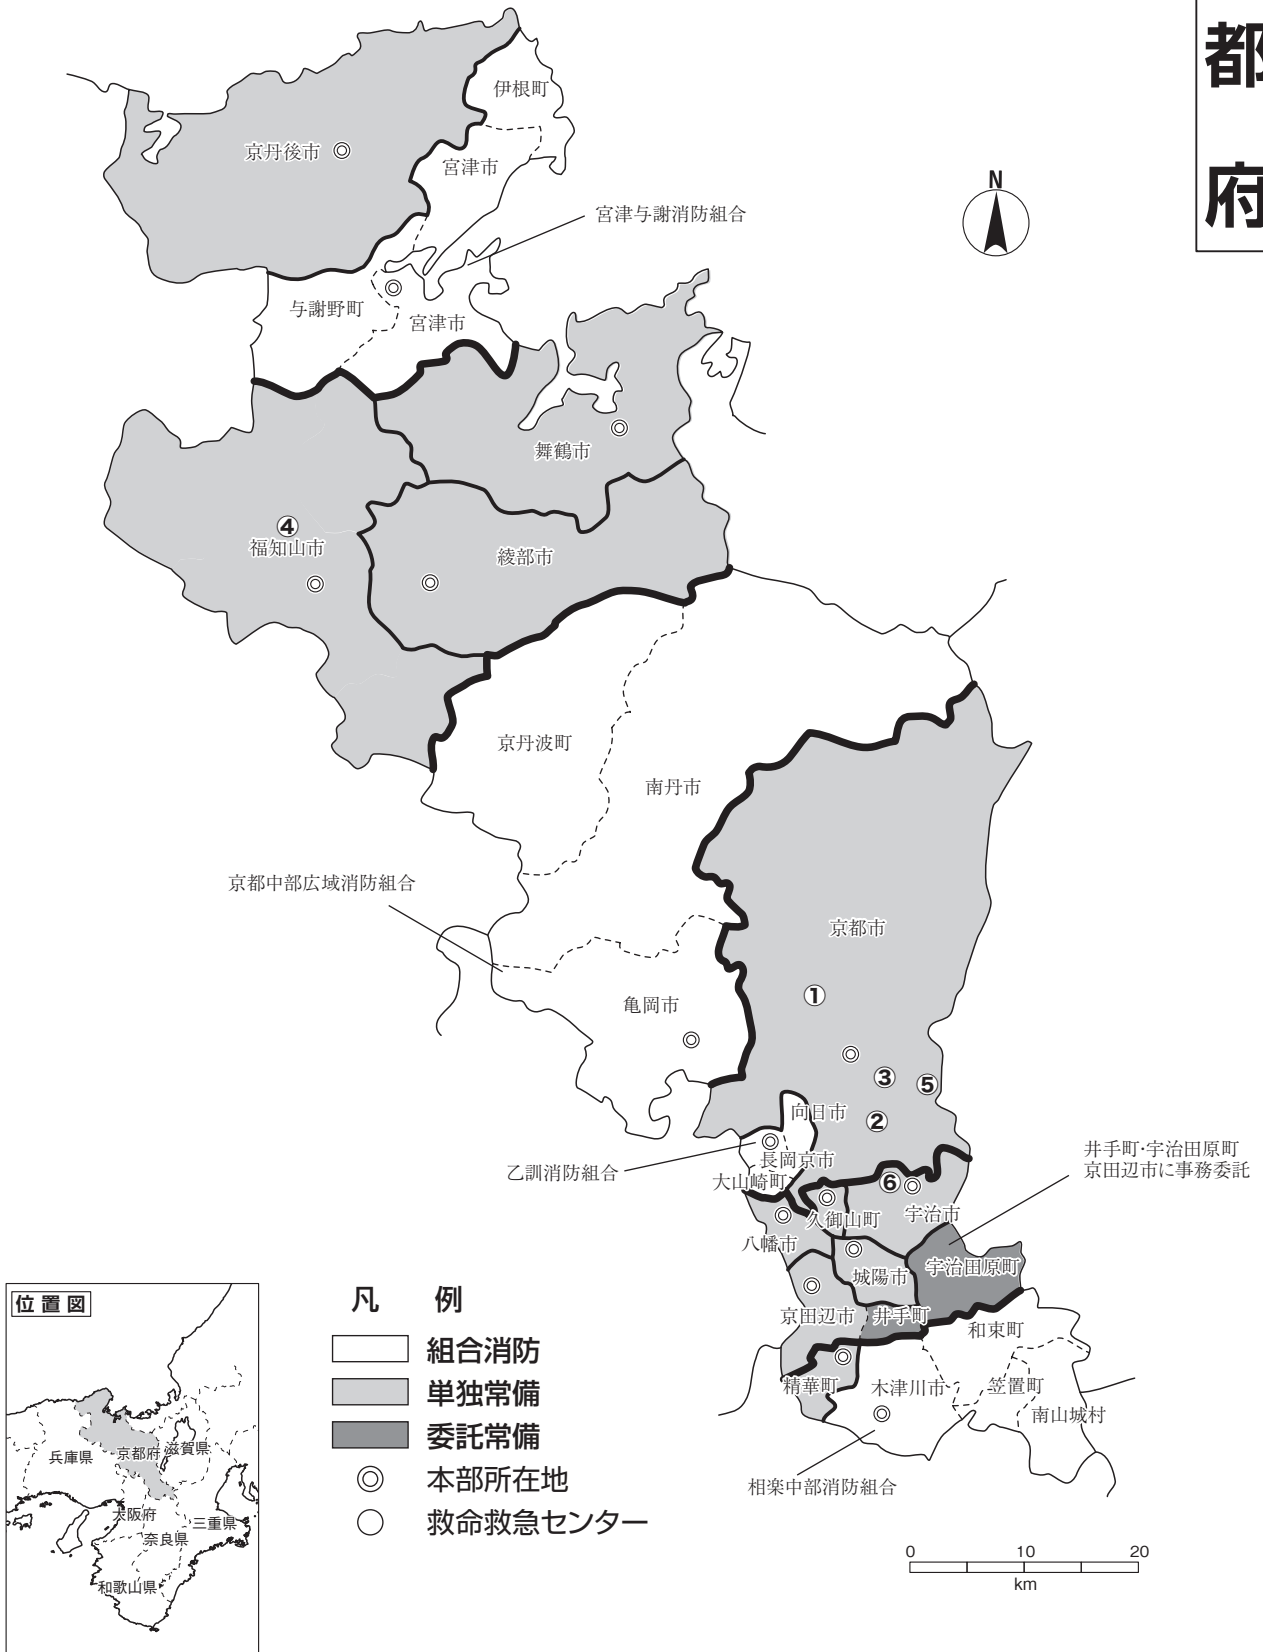 都
府
伊根町
京丹後市
宮津市
N
宮津与謝消防組合
与謝野町
宮津市
舞鶴市
④
福知山市
綾部市
京丹波町
南丹市
京都中部広域消防組合
京都市
①
亀岡市
③
⑤
向日市
②
長岡京市
乙訓消防組合
大山崎町
井手町・宇治田原町
京田辺市に事務委託
⑥
久御山町
宇治市
八幡市
城陽市
宇治田原町
京田辺市
井手町
和束町
精華町
木津川市
笠置町
南山城村
相楽中部消防組合
凡 例
組合消防
単独常備
委託常備
本部所在地
救命救急センター
位置図
兵庫県
京都府
滋賀県
大阪府
三重県
奈良県
和歌山県
0 10 20
km